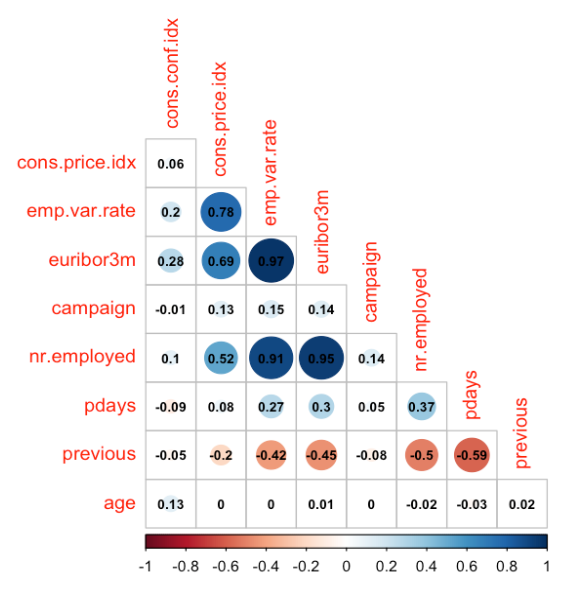 cons.conf.idx
cons.price.idx
emp.var.rate
euribor3m
campaign
nr.employed
pdays
previous
cons.price.idx 0.06
emp.var.rate 0.2 0.78
euribor3m 0.28 0.69 0.97
campaign -0.01 0.13 0.15 0.14
nr.employed 0.1 0.52 0.91 0.95 0.14
pdays -0.09 0.08 0.27 0.3 0.05 0.37
previous -0.05 -0.2 -0.42 -0.45 -0.08 -0.5 -0.59
age 0.13 0 0 0.01 0 -0.02 -0.03 0.02
-1 -0.8 -0.6 -0.4 -0.2 0 0.2 0.4 0.6 0.8 1